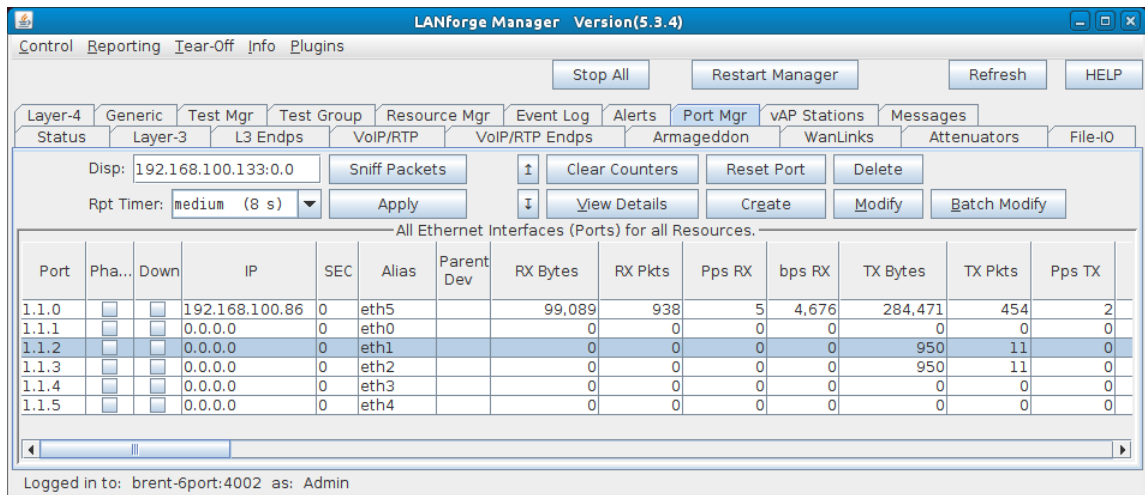 LANforge Manager Version(5.3.4)
Control Reporting Tear-Off Info Plugins
Stop All Restart Manager Refresh HELP
Layer-4 Generic Test Mgr Test Group Resource Mgr Event Log Alerts Port Mgr vAP Stations Messages
Status Layer-3 L3 Endps VoIP/RTP VoIP/RTP Endps Armageddon WanLinks Attenuators File-IO
Disp: 192.168.100.133:0.0 Sniff Packets ↑ Clear Counters Reset Port Delete
Rpt Timer: medium (8 s) Apply ↓ View Details Create Modify Batch Modify
All Ethernet Interfaces (Ports) for all Resources.
Port Pha... Down IP SEC Alias Parent Dev RX Bytes RX Pkts Pps RX bps RX TX Bytes TX Pkts Pps TX
1.1.0 192.168.100.86 0 eth5 99,089 938 5 4,676 284,471 454 2
1.1.1 0.0.0.0 0 eth0 0 0 0 0 0 0 0
1.1.2 0.0.0.0 0 eth1 0 0 0 0 950 11 0
1.1.3 0.0.0.0 0 eth2 0 0 0 0 950 11 0
1.1.4 0.0.0.0 0 eth3 0 0 0 0 0 0 0
1.1.5 0.0.0.0 0 eth4 0 0 0 0 0 0 0
Logged in to: brent-6port:4002 as: Admin